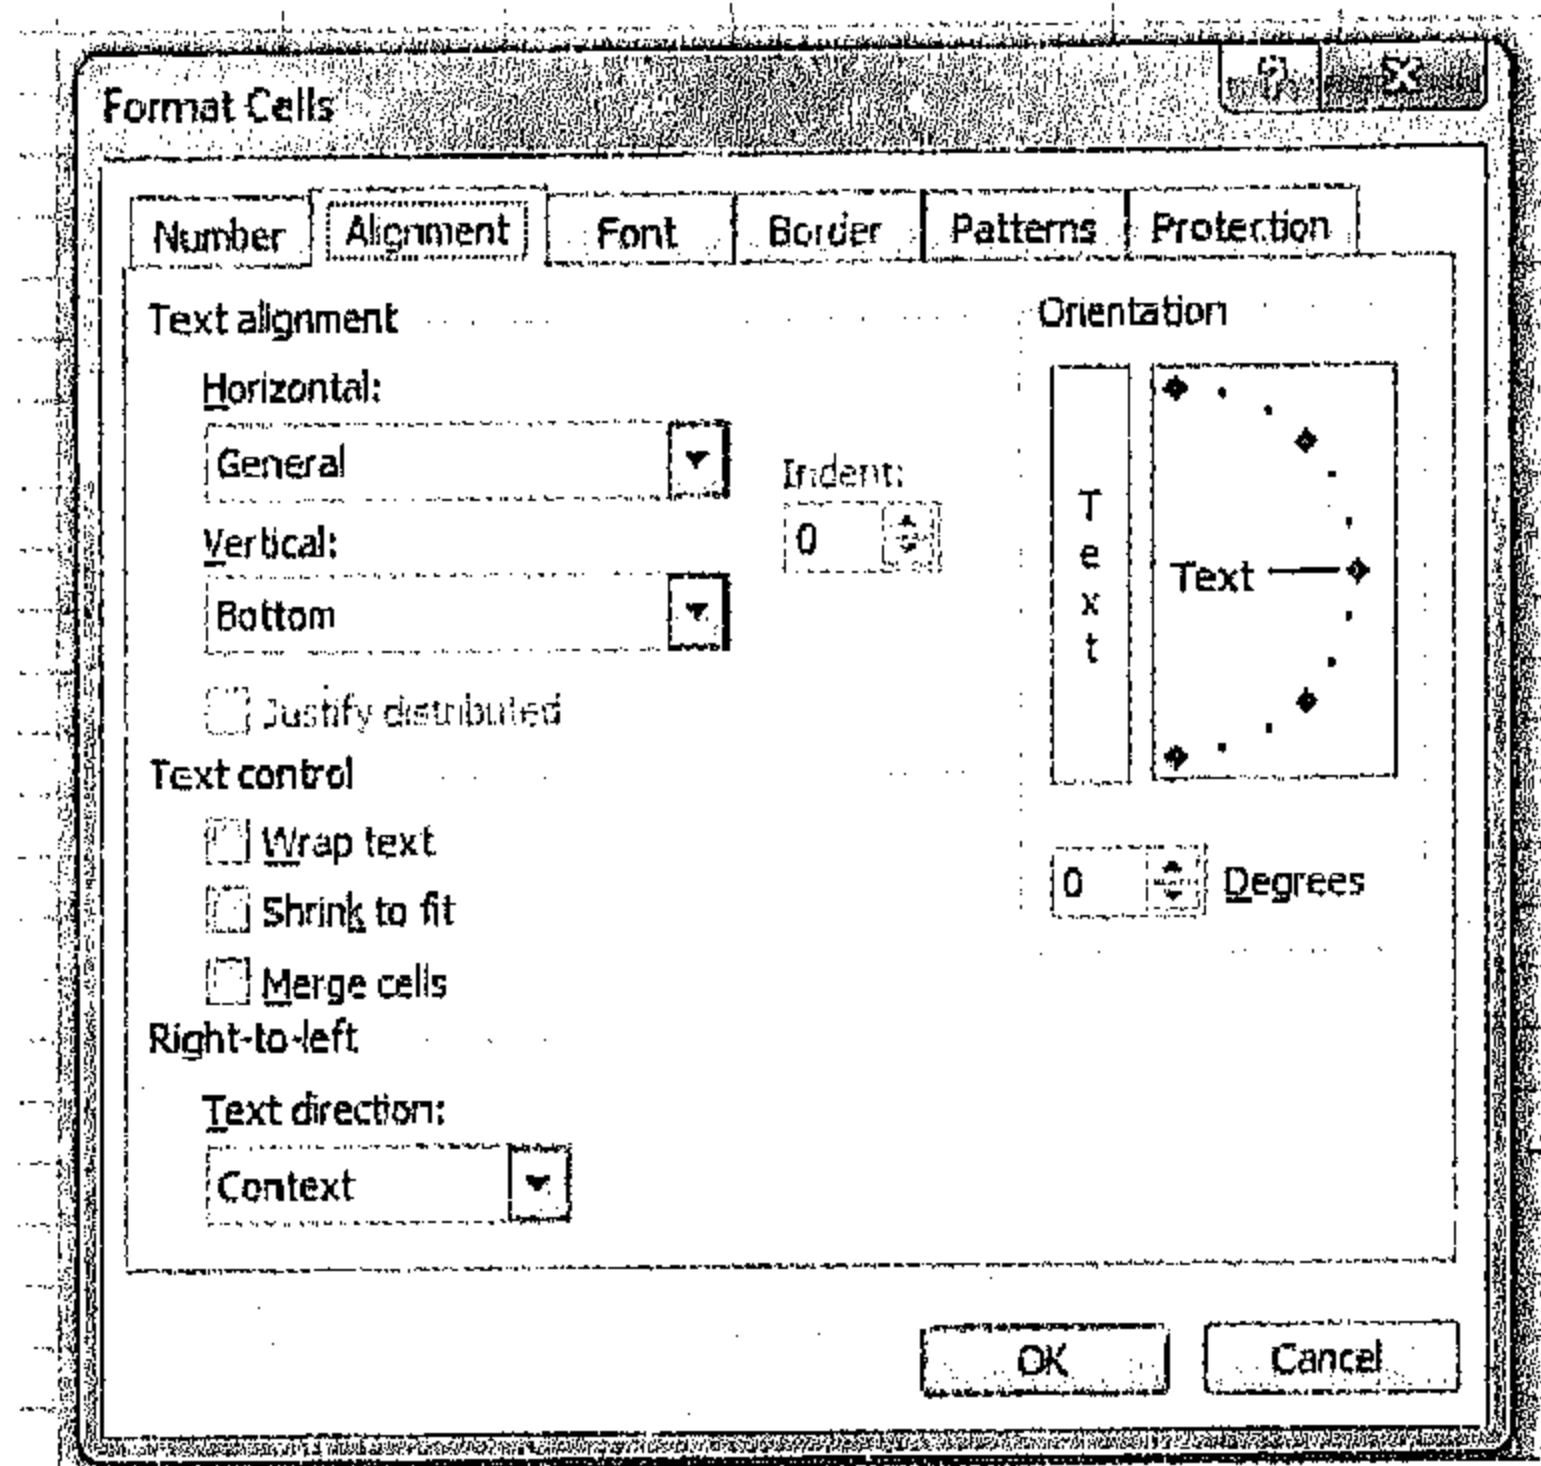 Format Cells
Number Alignment Font Border Patterns Protection
Text alignment
Horizontal:
General
Indent:
0
Vertical:
Bottom
Justify distributed
Text control
Wrap text
Shrink to fit
Merge cells
Right-to-left
Text direction:
Context
Orientation
T
e
x
t
Text
0 Degrees
OK Cancel